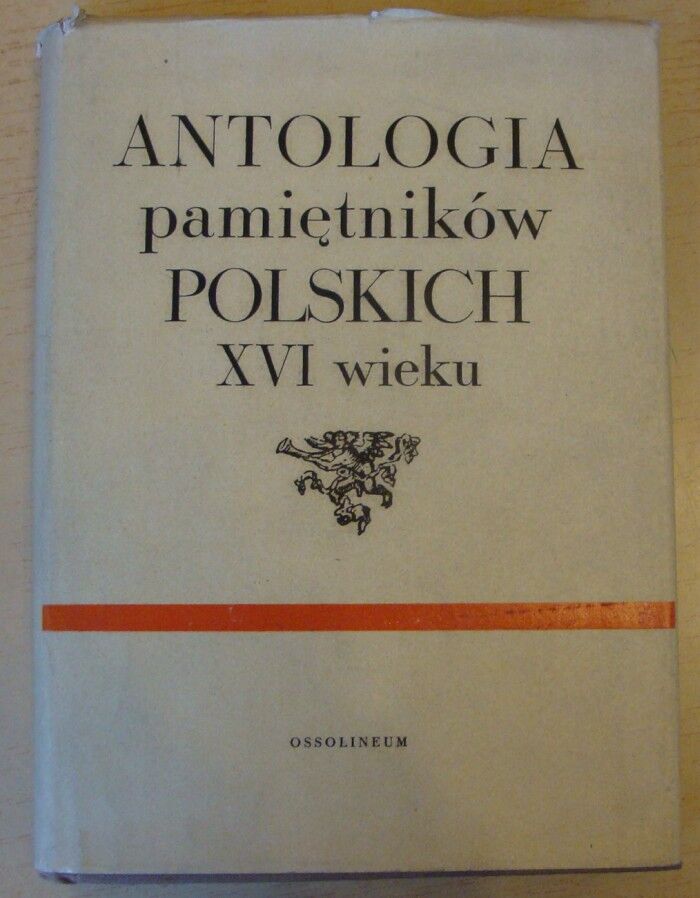 ANTOLOGIA
pamiętników
POLSKICH
XVI wieku
OSSOLINEUM